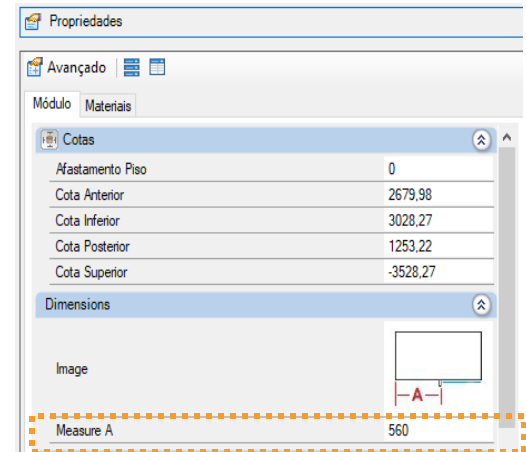 Propriedades
Avançado
Módulo Materiais
Cotas
Afastamento Piso 0
Cota Anterior 2679,98
Cota Inferior 3028,27
Cota Posterior 1253,22
Cota Superior -3528,27
Dimensions
Image
A
Measure A 560